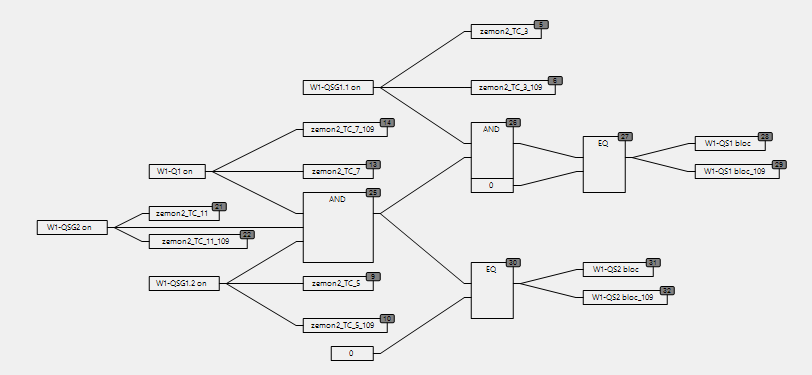 5
zemon2_TC_3
6
W1-QSG1.1 on
zemon2_TC_3_109
14
zemon2_TC_7_109
26
AND
27
EQ
28
W1-QS1 bloc
13
W1-Q1 on
zemon2_TC_7
29
W1-QS1 bloc_109
0
25
AND
21
zemon2_TC_11
W1-QSG2 on
22
zemon2_TC_11_109
30
EQ
31
W1-QS2 bloc
9
W1-QSG1.2 on
zemon2_TC_5
32
W1-QS2 bloc_109
10
zemon2_TC_5_109
0